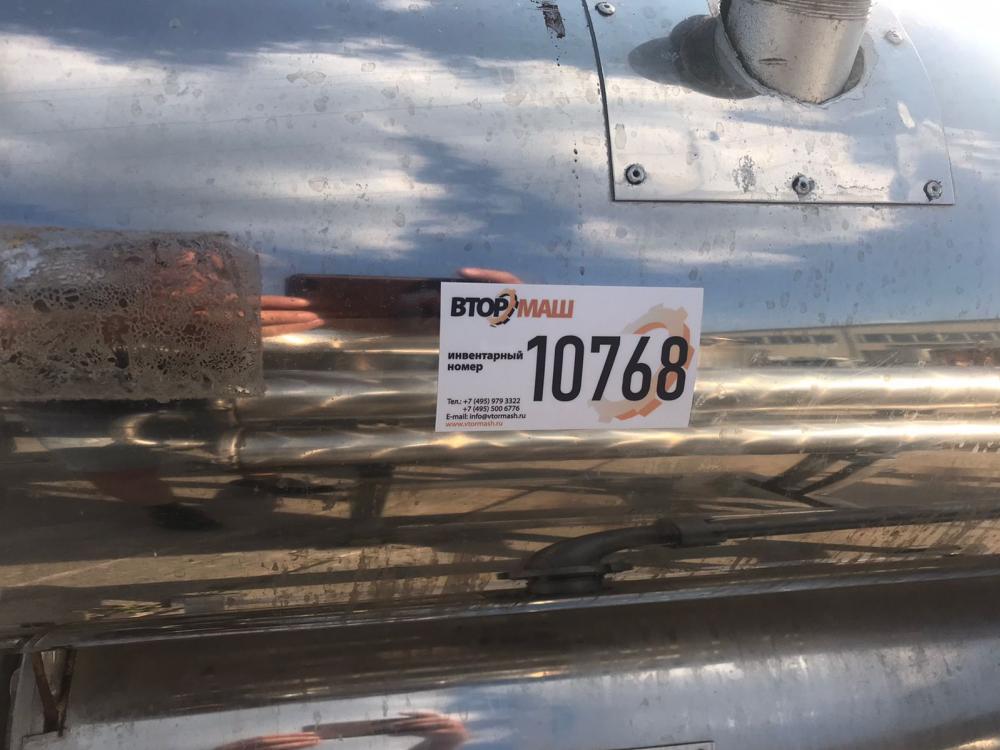 ВТОРМАШ
инвентарный
номер
10768
Тел.: +7 (495) 979 3322
+7 (495) 500 6776
E-mail: info@vtormash.ru
www.vtormash.ru